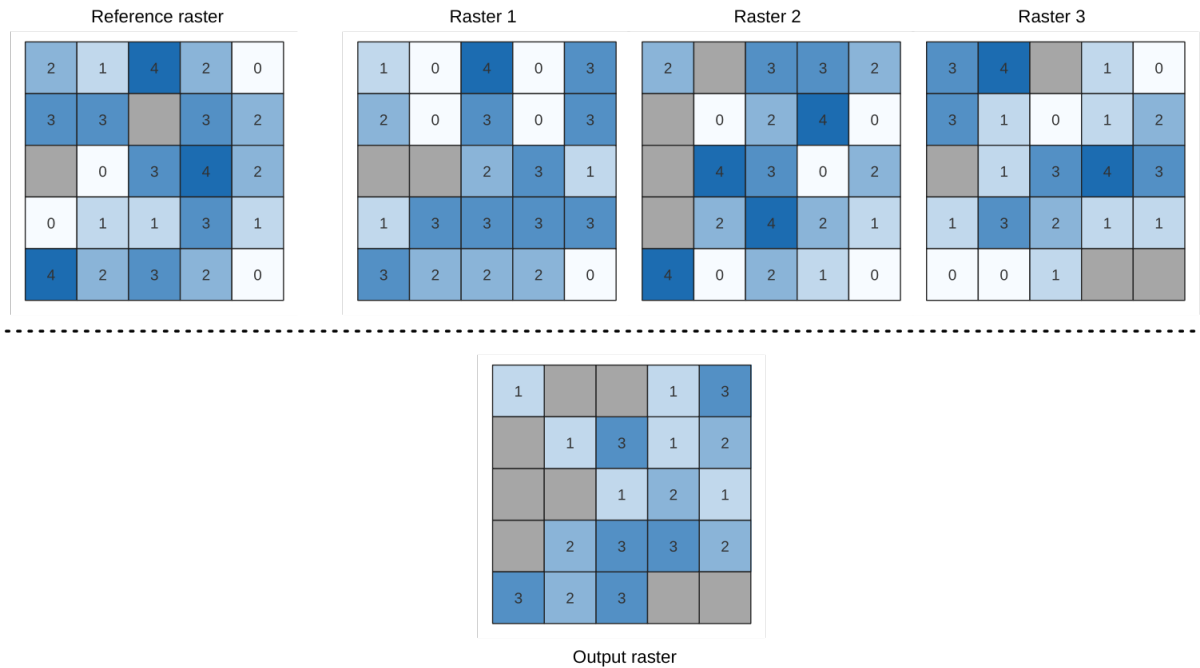 Reference raster Raster 1 Raster 2 Raster 3
2 1 4 2 0 1 0 4 0 3 2 3 3 2 3 4 1 0
3 3 3 2 2 0 3 0 3 0 2 4 0 3 1 0 1 2
0 3 4 2 2 3 1 4 3 0 2 1 3 4 3
0 1 1 3 1 1 3 3 3 3 2 4 2 1 1 3 2 1 1
4 2 3 2 0 3 2 2 2 0 4 0 2 1 0 0 0 1
1 1 3
1 3 1 2
1 2 1
2 3 3 2
3 2 3
Output raster